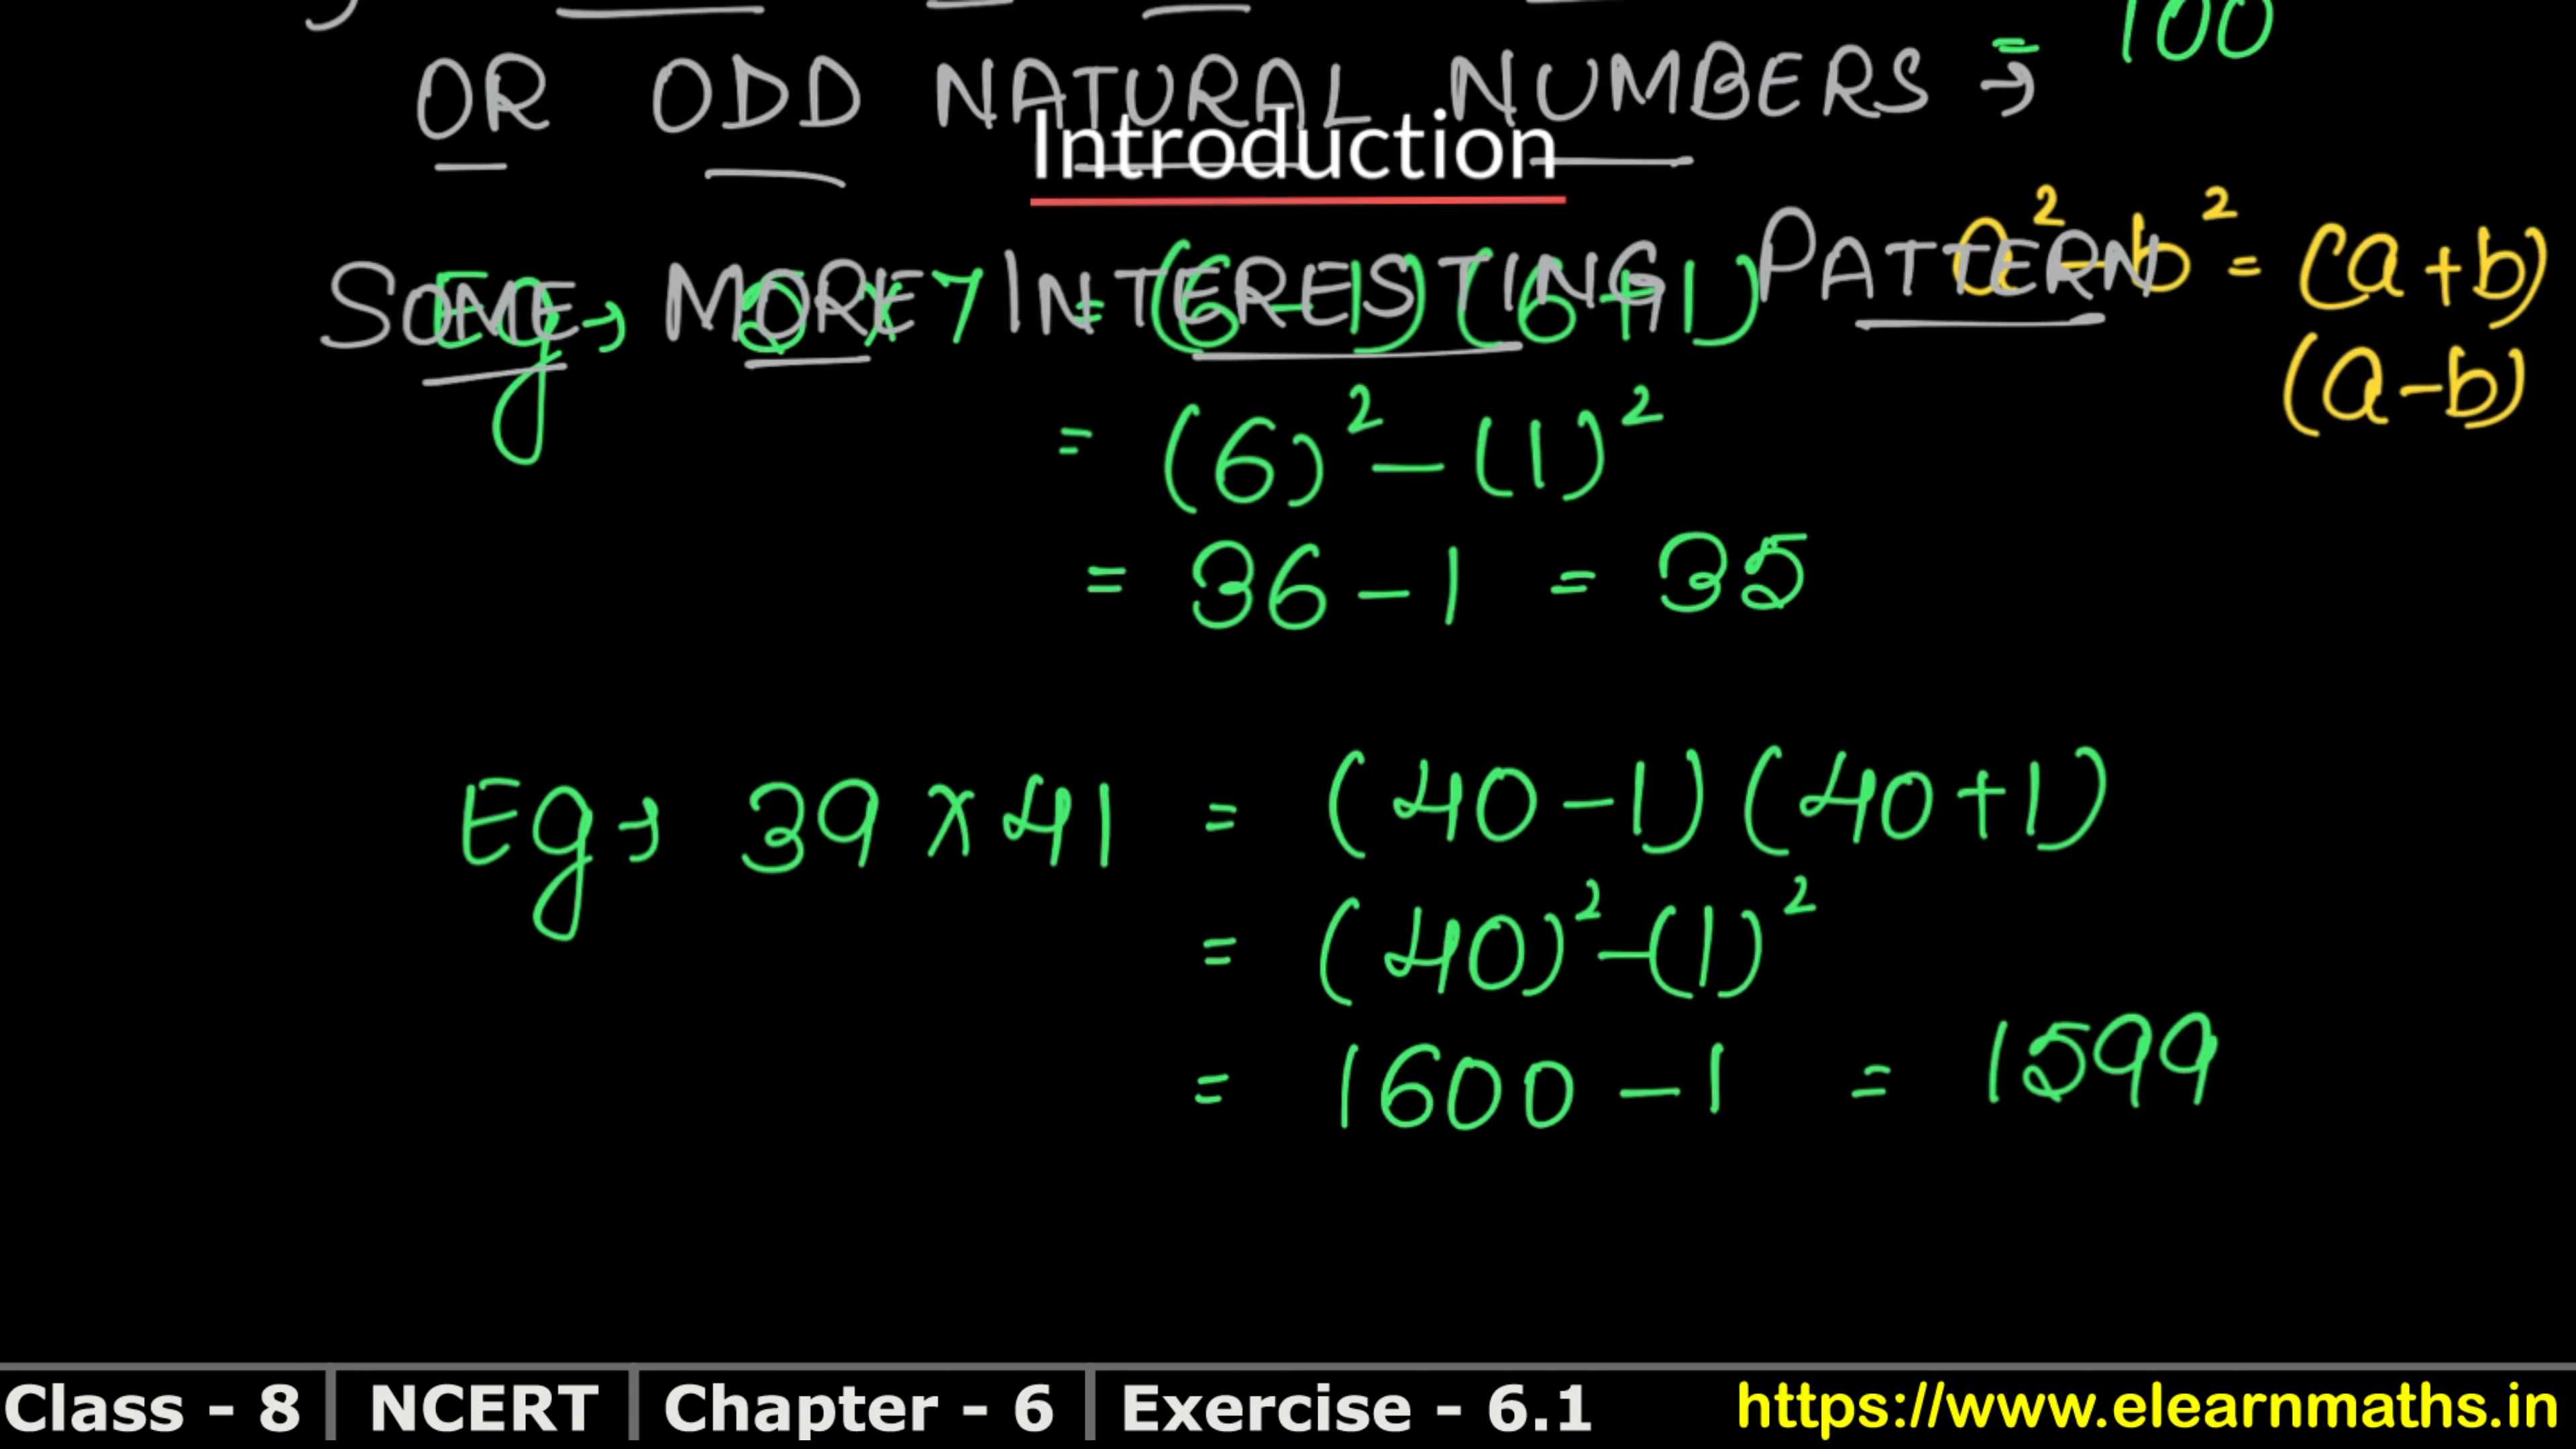 = 100
OR ODD NATURAL NUMBERS →
Introduction
SOME MORE INTERESTING PATTERN
a² - b² = (a+b)
(a-b)
Eg → 5 × 7 = (6-1) (6+1)
= (6)² - (1)²
= 36 - 1 = 35
Eg → 39 × 41 = (40-1) (40+1)
= (40)² - (1)²
= 1600 - 1 = 1599
Class - 8 | NCERT | Chapter - 6 | Exercise - 6.1 https://www.elearnmaths.in